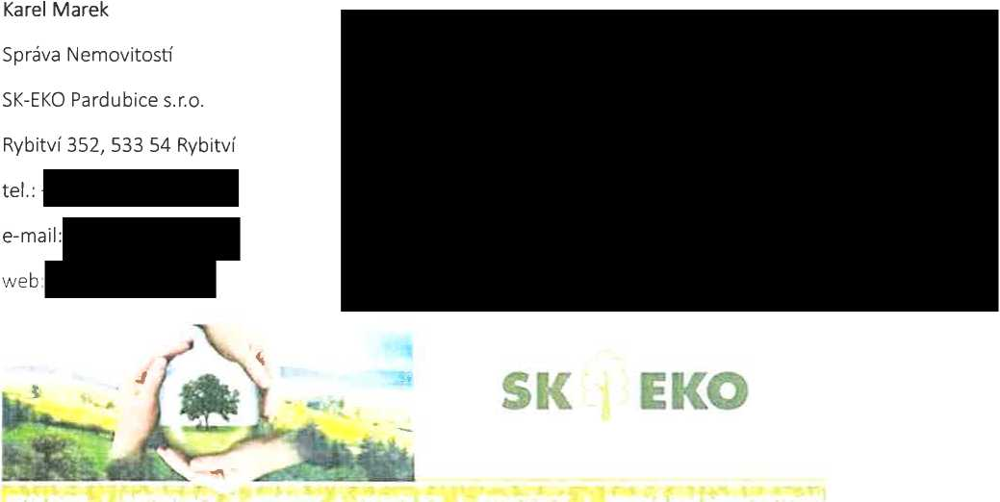 Karel Marek
Správa Nemovitostí
SK-EKO Pardubice s.r.o.
Rybitví 352, 533 54 Rybitví
tel.:
e-mail:
web:
SK EKO